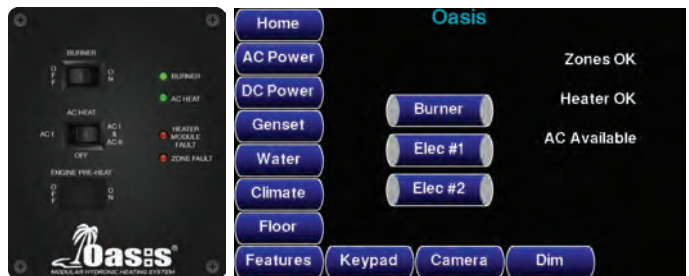 BURNER
OFF
ON
BURNER
AC HEAT
AC HEAT
AC I
AC I & AC II
OFF
HEATER MODULE FAULT
ZONE FAULT
ENGINE PRE-HEAT
OFF
ON
Oasis
MODULAR HYDRONIC HEATING SYSTEM
Oasis
Home
AC Power
Zones OK
DC Power
Heater OK
Burner
Genset
AC Available
Elec #1
Water
Elec #2
Climate
Floor
Features
Keypad
Camera
Dim